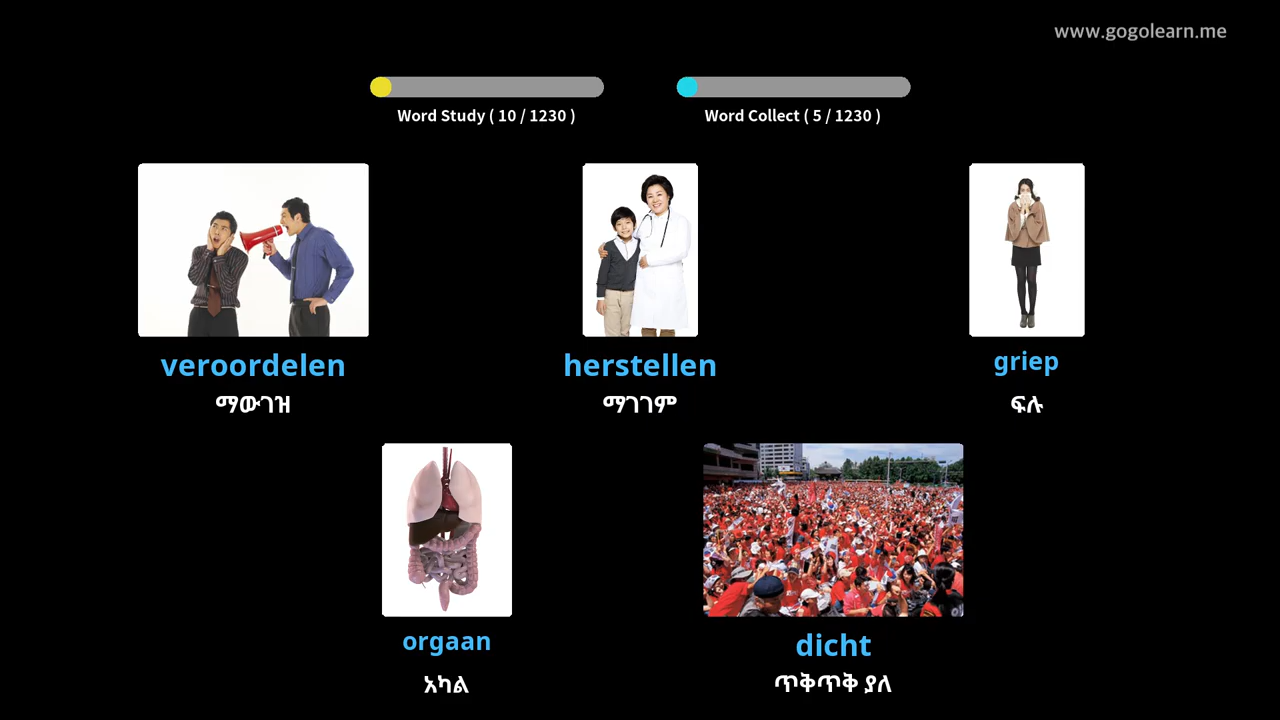 www.gogolearn.me
Word Study ( 10 / 1230 )
Word Collect ( 5 / 1230 )
veroordelen
ማውገዝ
herstellen
ማገገም
griep
ፍሉ
orgaan
አካል
dicht
ጥቅጥቅ ያለ